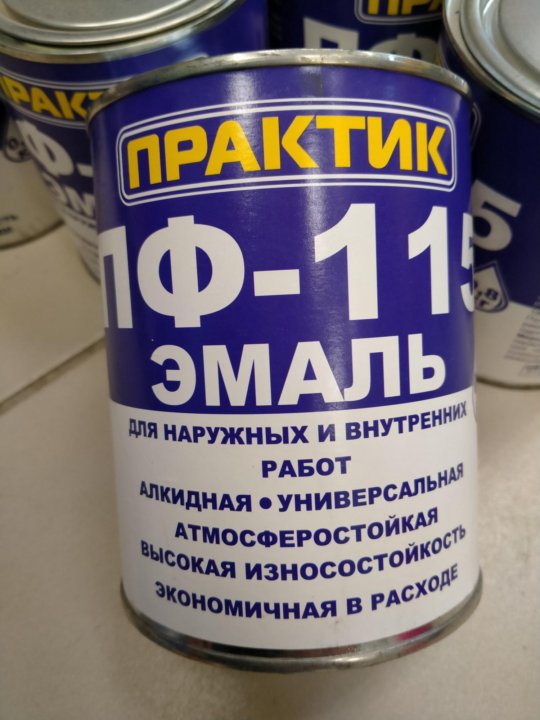 ПРАКТИК
ПФ-115
ЭМАЛЬ
ДЛЯ НАРУЖНЫХ И ВНУТРЕННИХ
РАБОТ
АЛКИДНАЯ • УНИВЕРСАЛЬНАЯ
АТМОСФЕРОСТОЙКАЯ
ВЫСОКАЯ ИЗНОСОСТОЙКОСТЬ
ЭКОНОМИЧНАЯ В РАСХОДЕ